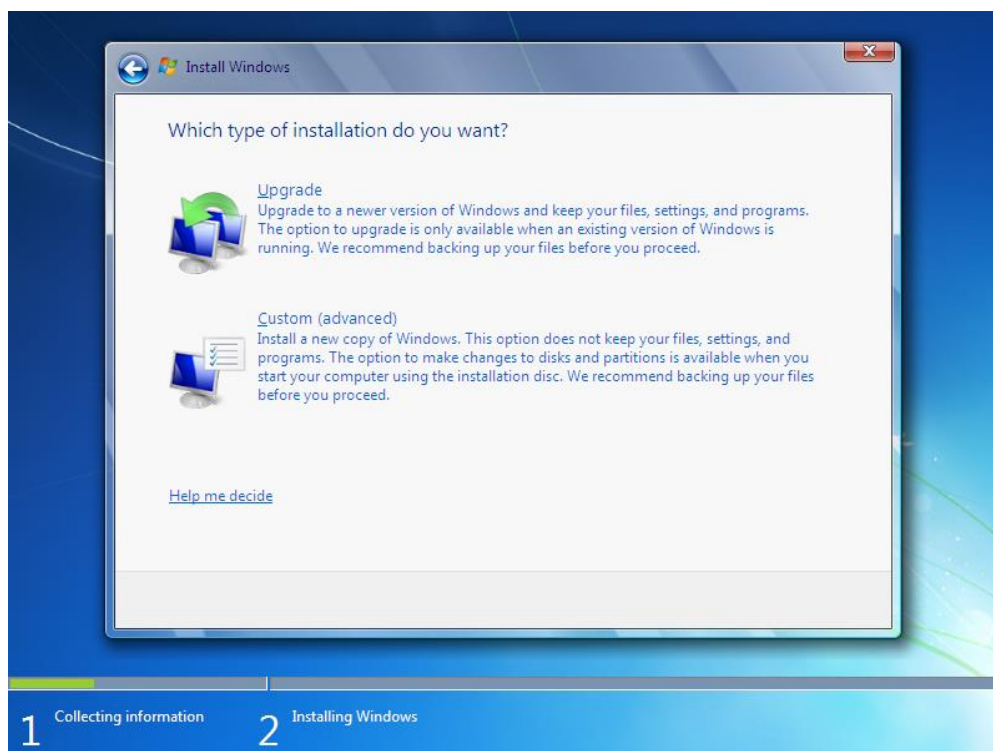 Install Windows
Which type of installation do you want?
Upgrade
Upgrade to a newer version of Windows and keep your files, settings, and programs.
The option to upgrade is only available when an existing version of Windows is
running. We recommend backing up your files before you proceed.
Custom (advanced)
Install a new copy of Windows. This option does not keep your files, settings, and
programs. The option to make changes to disks and partitions is available when you
start your computer using the installation disc. We recommend backing up your files
before you proceed.
Help me decide
1 Collecting information
2 Installing Windows